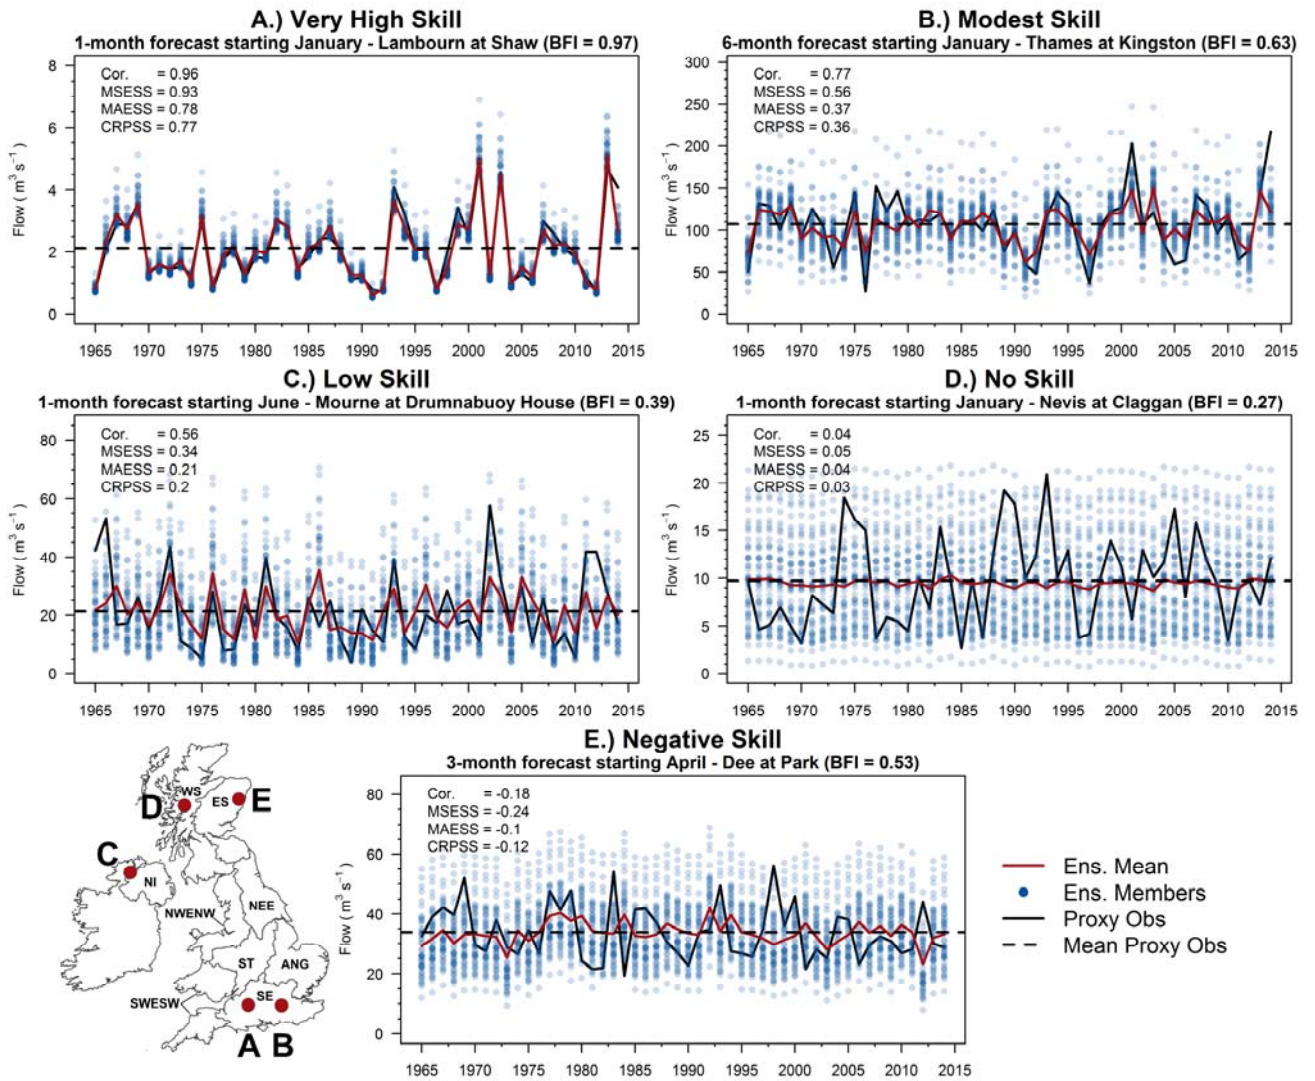 A.) Very High Skill
1-month forecast starting January - Lambourn at Shaw (BFI = 0.97)
Cor. = 0.96
MSESS = 0.93
MAESS = 0.78
CRPSS = 0.77
Flow ( m³ s⁻¹ )
8
6
4
2
0
1965 1970 1975 1980 1985 1990 1995 2000 2005 2010 2015
B.) Modest Skill
6-month forecast starting January - Thames at Kingston (BFI = 0.63)
Cor. = 0.77
MSESS = 0.56
MAESS = 0.37
CRPSS = 0.36
Flow ( m³ s⁻¹ )
300
250
200
150
100
50
0
1965 1970 1975 1980 1985 1990 1995 2000 2005 2010 2015
C.) Low Skill
1-month forecast starting June - Mourne at Drumnabuoy House (BFI = 0.39)
Cor. = 0.56
MSESS = 0.34
MAESS = 0.21
CRPSS = 0.2
Flow ( m³ s⁻¹ )
80
60
40
20
0
1965 1970 1975 1980 1985 1990 1995 2000 2005 2010 2015
D.) No Skill
1-month forecast starting January - Nevis at Claggan (BFI = 0.27)
Cor. = 0.04
MSESS = 0.05
MAESS = 0.04
CRPSS = 0.03
Flow ( m³ s⁻¹ )
25
20
15
10
5
0
1965 1970 1975 1980 1985 1990 1995 2000 2005 2010 2015
E.) Negative Skill
3-month forecast starting April - Dee at Park (BFI = 0.53)
Cor. = -0.18
MSESS = -0.24
MAESS = -0.1
CRPSS = -0.12
Flow ( m³ s⁻¹ )
80
60
40
20
0
1965 1970 1975 1980 1985 1990 1995 2000 2005 2010 2015
D WS ES E
C
NI
NWENW NEE
ST ANG
SWESW SE
A B
Ens. Mean
Ens. Members
Proxy Obs
Mean Proxy Obs